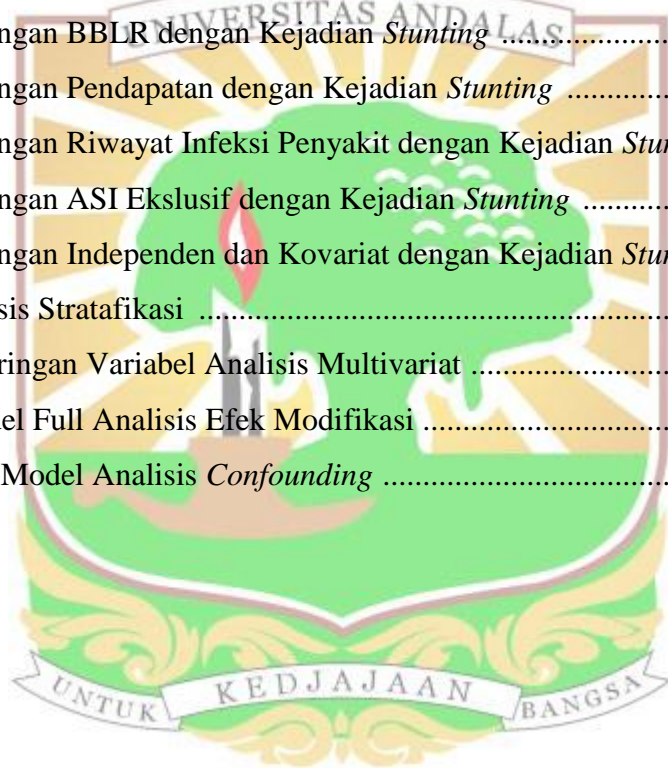 UNIVERSITAS ANDALAS
ngan BBLR dengan Kejadian Stunting ......................
ngan Pendapatan dengan Kejadian Stunting .............
ngan Riwayat Infeksi Penyakit dengan Kejadian Stun
ngan ASI Ekslusif dengan Kejadian Stunting ...........
ngan Independen dan Kovariat dengan Kejadian Stun
sis Stratafikasi ............................................................
ringan Variabel Analisis Multivariat .........................
el Full Analisis Efek Modifikasi ...............................
Model Analisis Confounding .....................................
UNTUK KEDJAJAAN BANGSA